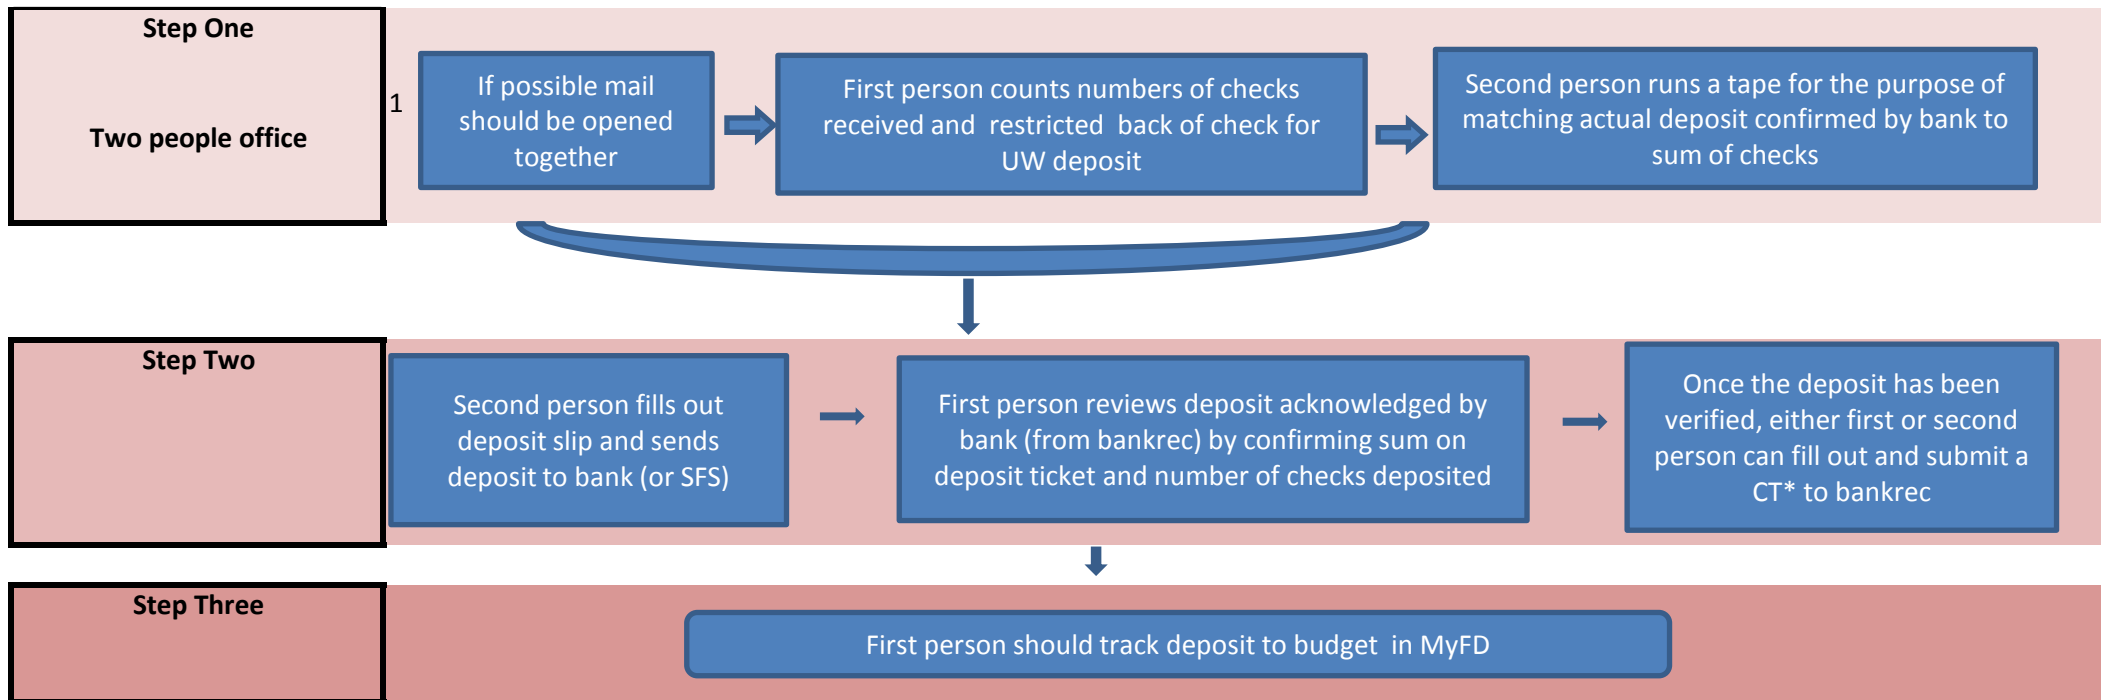 Step One
Two people office
1
If possible mail
should be opened
together
First person counts numbers of checks
received and restricted back of check for
UW deposit
Second person runs a tape for the purpose of
matching actual deposit confirmed by bank to
sum of checks
Step Two
Second person fills out
deposit slip and sends
deposit to bank (or SFS)
First person reviews deposit acknowledged by
bank (from bankrec) by confirming sum on
deposit ticket and number of checks deposited
Once the deposit has been
verified, either first or second
person can fill out and submit a
CT* to bankrec
Step Three
First person should track deposit to budget in MyFD